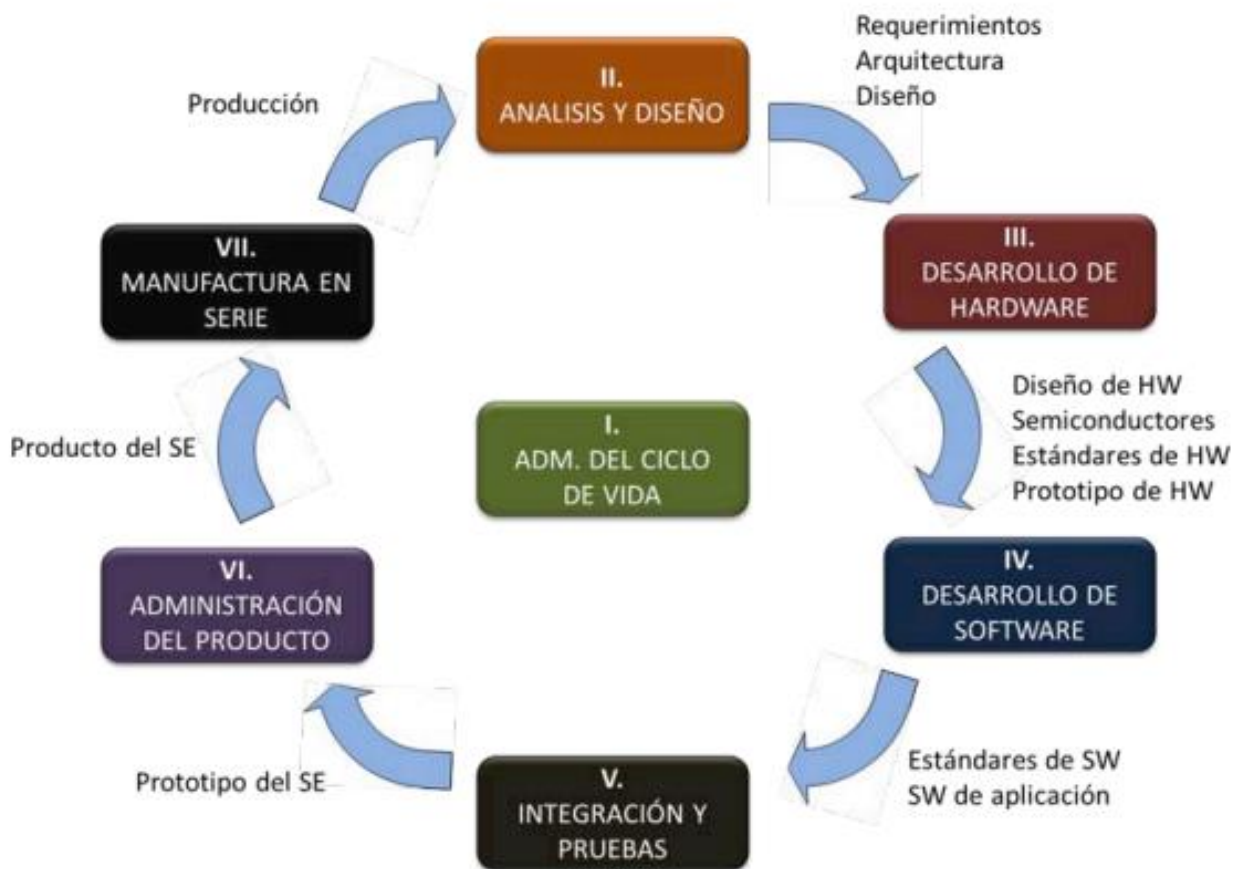 II.
ANALISIS Y DISEÑO
Requerimientos
Arquitectura
Diseño
III.
DESARROLLO DE
HARDWARE
Diseño de HW
Semiconductores
Estándares de HW
Prototipo de HW
IV.
DESARROLLO DE
SOFTWARE
Estándares de SW
SW de aplicación
V.
INTEGRACIÓN Y
PRUEBAS
Prototipo del SE
VI.
ADMINISTRACIÓN
DEL PRODUCTO
Producto del SE
VII.
MANUFACTURA EN
SERIE
Producción
I.
ADM. DEL CICLO
DE VIDA